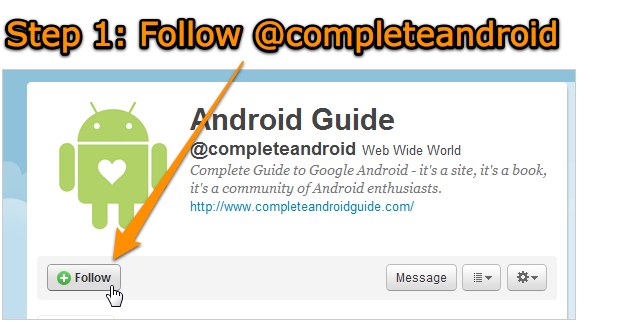 Step 1: Follow @completeandroid
Android Guide
@completeandroid Web Wide World
Complete Guide to Google Android - it's a site, it's a book,
it's a community of Android enthusiasts.
http://www.completeandroidguide.com/
Follow Message